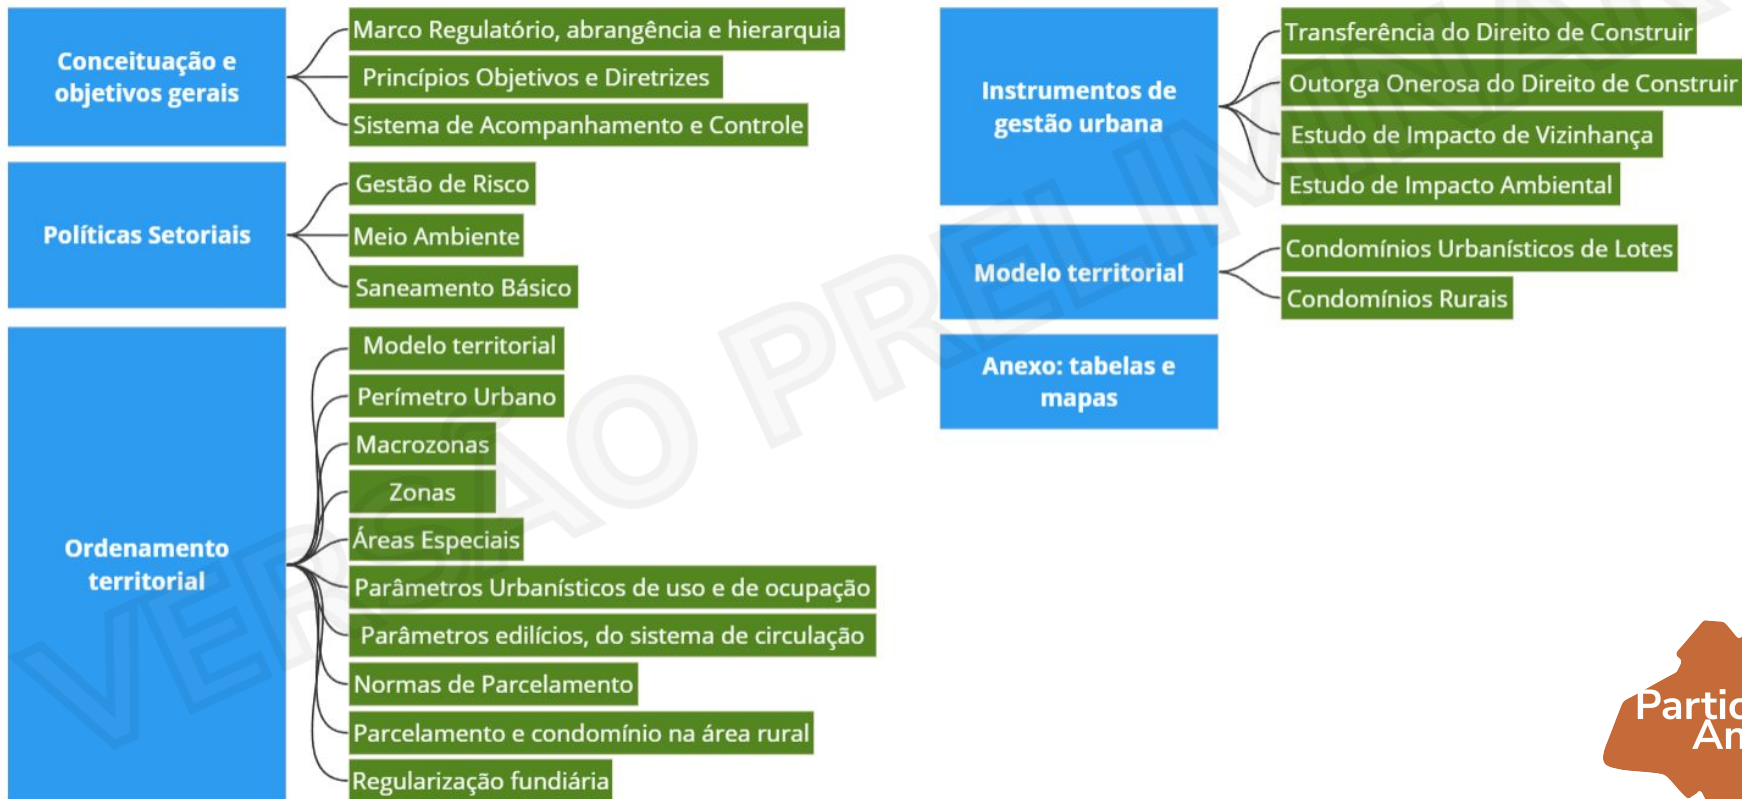 Conceituação e
objetivos gerais
Marco Regulatório, abrangência e hierarquia
Princípios Objetivos e Diretrizes
Sistema de Acompanhamento e Controle
Políticas Setoriais
Gestão de Risco
Meio Ambiente
Saneamento Básico
Ordenamento
territorial
Modelo territorial
Perímetro Urbano
Macrozonas
Zonas
Áreas Especiais
Parâmetros Urbanísticos de uso e de ocupação
Parâmetros edilícios, do sistema de circulação
Normas de Parcelamento
Parcelamento e condomínio na área rural
Regularização fundiária
Instrumentos de
gestão urbana
Transferência do Direito de Construir
Outorga Onerosa do Direito de Construir
Estudo de Impacto de Vizinhança
Estudo de Impacto Ambiental
Modelo territorial
Condomínios Urbanísticos de Lotes
Condomínios Rurais
Anexo: tabelas e
mapas
VERSÃO PRELIMINAR